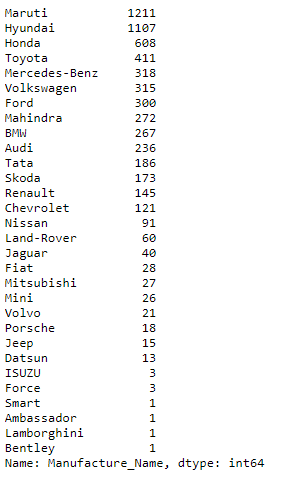 Maruti 1211
Hyundai 1107
Honda 608
Toyota 411
Mercedes-Benz 318
Volkswagen 315
Ford 300
Mahindra 272
BMW 267
Audi 236
Tata 186
Skoda 173
Renault 145
Chevrolet 121
Nissan 91
Land-Rover 60
Jaguar 40
Fiat 28
Mitsubishi 27
Mini 26
Volvo 21
Porsche 18
Jeep 15
Datsun 13
ISUZU 3
Force 3
Smart 1
Ambassador 1
Lamborghini 1
Bentley 1
Name: Manufacture_Name, dtype: int64